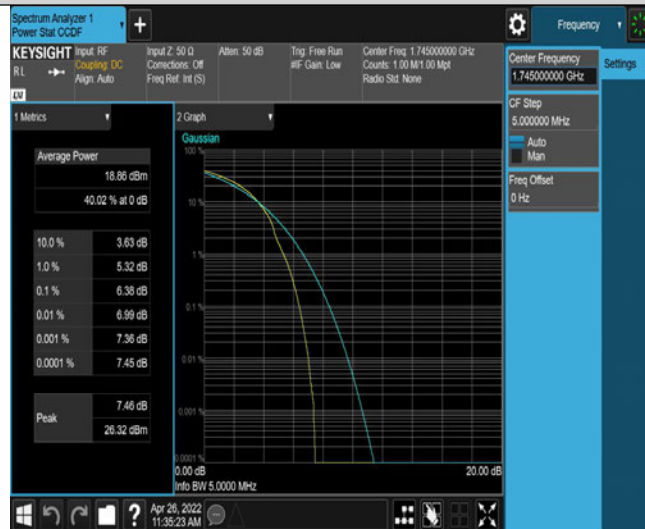 Spectrum Analyzer 1
Power Stat CCDF
Frequency
KEYSIGHT
RL
LXI
Input: RF
Coupling: DC
Align: Auto
Input Z: 50 Ω
Corrections: Off
Freq Ref: Int (S)
Atten: 50 dB
Trig: Free Run
#IF Gain: Low
Center Freq: 1.745000000 GHz
Counts: 1.00 M/1.00 Mpt
Radio Std: None
Center Frequency
1.745000000 GHz
Settings
CF Step
5.000000 MHz
Auto
Man
Freq Offset
0 Hz
1 Metrics
Average Power
18.86 dBm
40.02 % at 0 dB
10.0 % 3.63 dB
1.0 % 5.32 dB
0.1 % 6.38 dB
0.01 % 6.99 dB
0.001 % 7.36 dB
0.0001 % 7.45 dB
Peak
7.46 dB
26.32 dBm
2 Graph
Gaussian
100 %
10 %
1 %
0.1 %
0.01 %
0.001 %
0.0001 %
0.00 dB 20.00 dB
Info BW 5.0000 MHz
?
Apr 26, 2022
11:35:23 AM